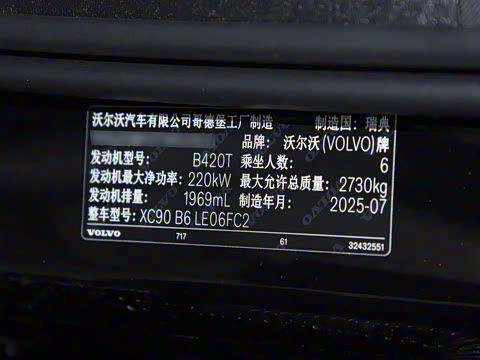 沃尔沃汽车有限公司哥德堡工厂制造 制造国：瑞典
品牌：沃尔沃(VOLVO)牌
发动机型号： B420T 乘坐人数： 6
发动机最大净功率： 220kW 最大允许总质量： 2730kg
发动机排量： 1969mL 制造年月： 2025-07
整车型号： XC90 B6 LE06FC2
VOLVO 717 61 32432551